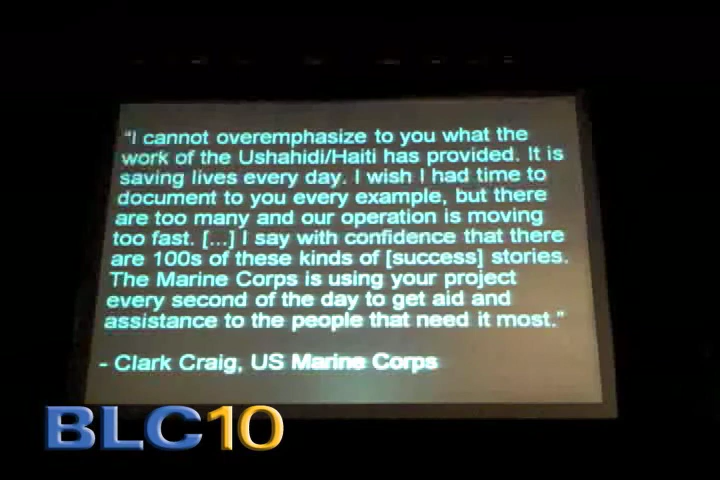 "I cannot overemphasize to you what the
work of the Ushahidi/Haiti has provided. It is
saving lives every day. I wish I had time to
document to you every example, but there
are too many and our operation is moving
too fast. [...] I say with confidence that there
are 100s of these kinds of [success] stories.
The Marine Corps is using your project
every second of the day to get aid and
assistance to the people that need it most."
- Clark Craig, US Marine Corps
BLC10